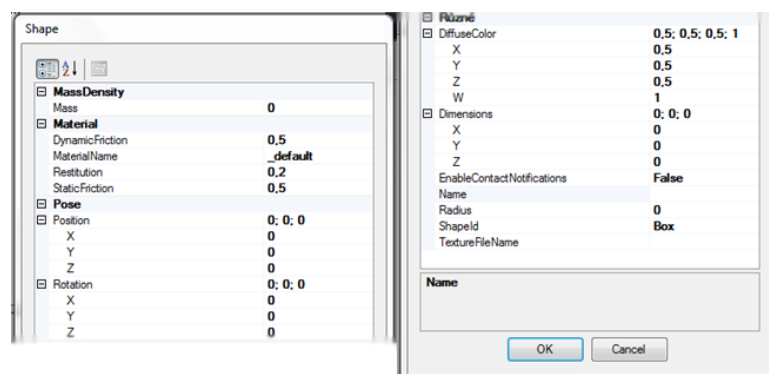 Shape
MassDensity
Mass 0
Material
DynamicFriction 0,5
MaterialName _default
Restitution 0,2
StaticFriction 0,5
Pose
Position 0; 0; 0
X 0
Y 0
Z 0
Rotation 0; 0; 0
X 0
Y 0
Z 0
Různé
DiffuseColor 0,5; 0,5; 0,5; 1
X 0,5
Y 0,5
Z 0,5
W 1
Dimensions 0; 0; 0
X 0
Y 0
Z 0
EnableContactNotifications False
Name
Radius 0
ShapeId Box
TextureFileName
Name
OK Cancel